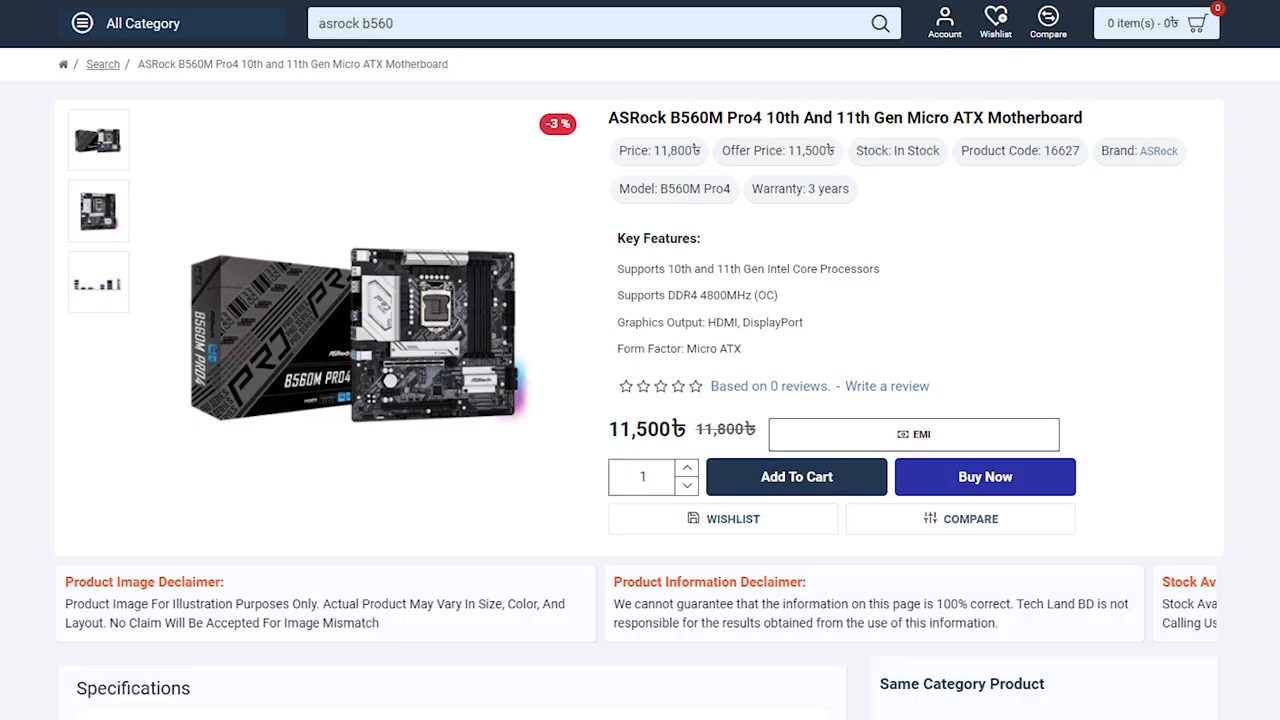 All Category
asrock b560
Account
Wishlist
Compare
0 item(s) - 0৳
0
/ Search / ASRock B560M Pro4 10th and 11th Gen Micro ATX Motherboard
-3 %
ASRock B560M Pro4 10th And 11th Gen Micro ATX Motherboard
Price: 11,800৳ Offer Price: 11,500৳ Stock: In Stock Product Code: 16627 Brand: ASRock
Model: B560M Pro4 Warranty: 3 years
Key Features:
Supports 10th and 11th Gen Intel Core Processors
Supports DDR4 4800MHz (OC)
Graphics Output: HDMI, DisplayPort
Form Factor: Micro ATX
B560M PRO4
ASRock
B560M PRO4
Based on 0 reviews. - Write a review
11,500৳ 11,800৳ EMI
1 Add To Cart Buy Now
WISHLIST COMPARE
Product Image Declaimer:
Product Image For Illustration Purposes Only. Actual Product May Vary In Size, Color, And
Layout. No Claim Will Be Accepted For Image Mismatch
Product Information Declaimer:
We cannot guarantee that the information on this page is 100% correct. Tech Land BD is not
responsible for the results obtained from the use of this information.
Stock Av
Stock Ava
Calling Us
Specifications
Same Category Product